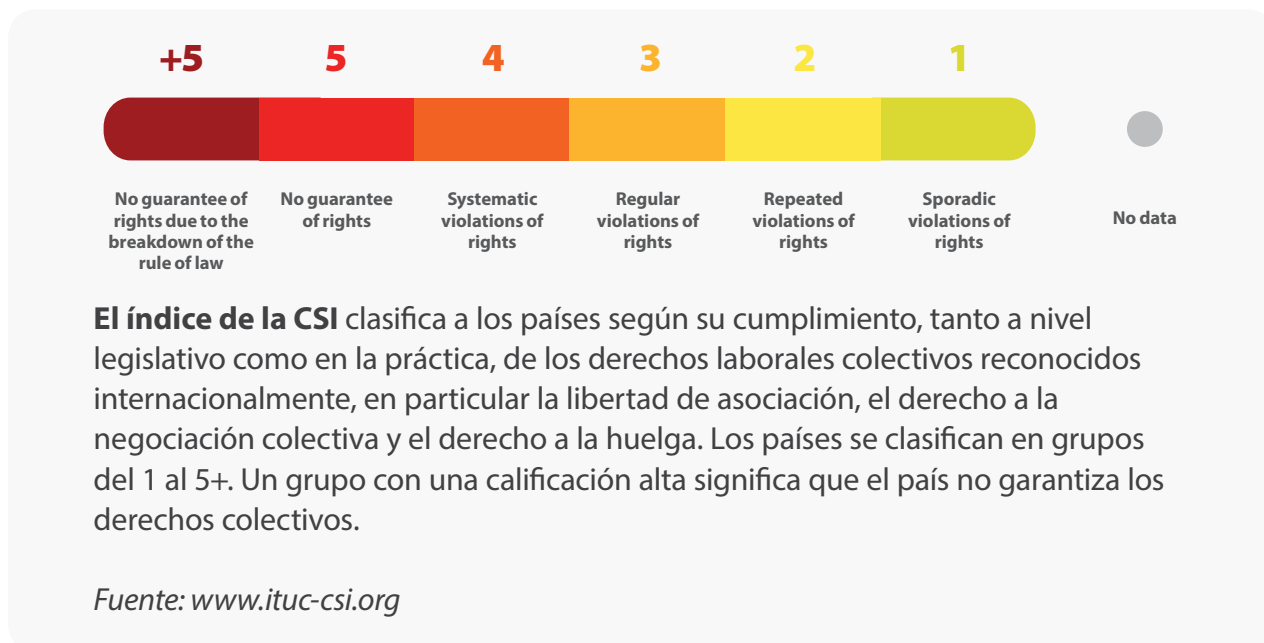 +5 5 4 3 2 1
No guarantee of
rights due to the
breakdown of the
rule of law
No guarantee
of rights
Systematic
violations of
rights
Regular
violations of
rights
Repeated
violations of
rights
Sporadic
violations of
rights
No data
El índice de la CSI clasifica a los países según su cumplimiento, tanto a nivel
legislativo como en la práctica, de los derechos laborales colectivos reconocidos
internacionalmente, en particular la libertad de asociación, el derecho a la
negociación colectiva y el derecho a la huelga. Los países se clasifican en grupos
del 1 al 5+. Un grupo con una calificación alta significa que el país no garantiza los
derechos colectivos.
Fuente: www.ituc-csi.org